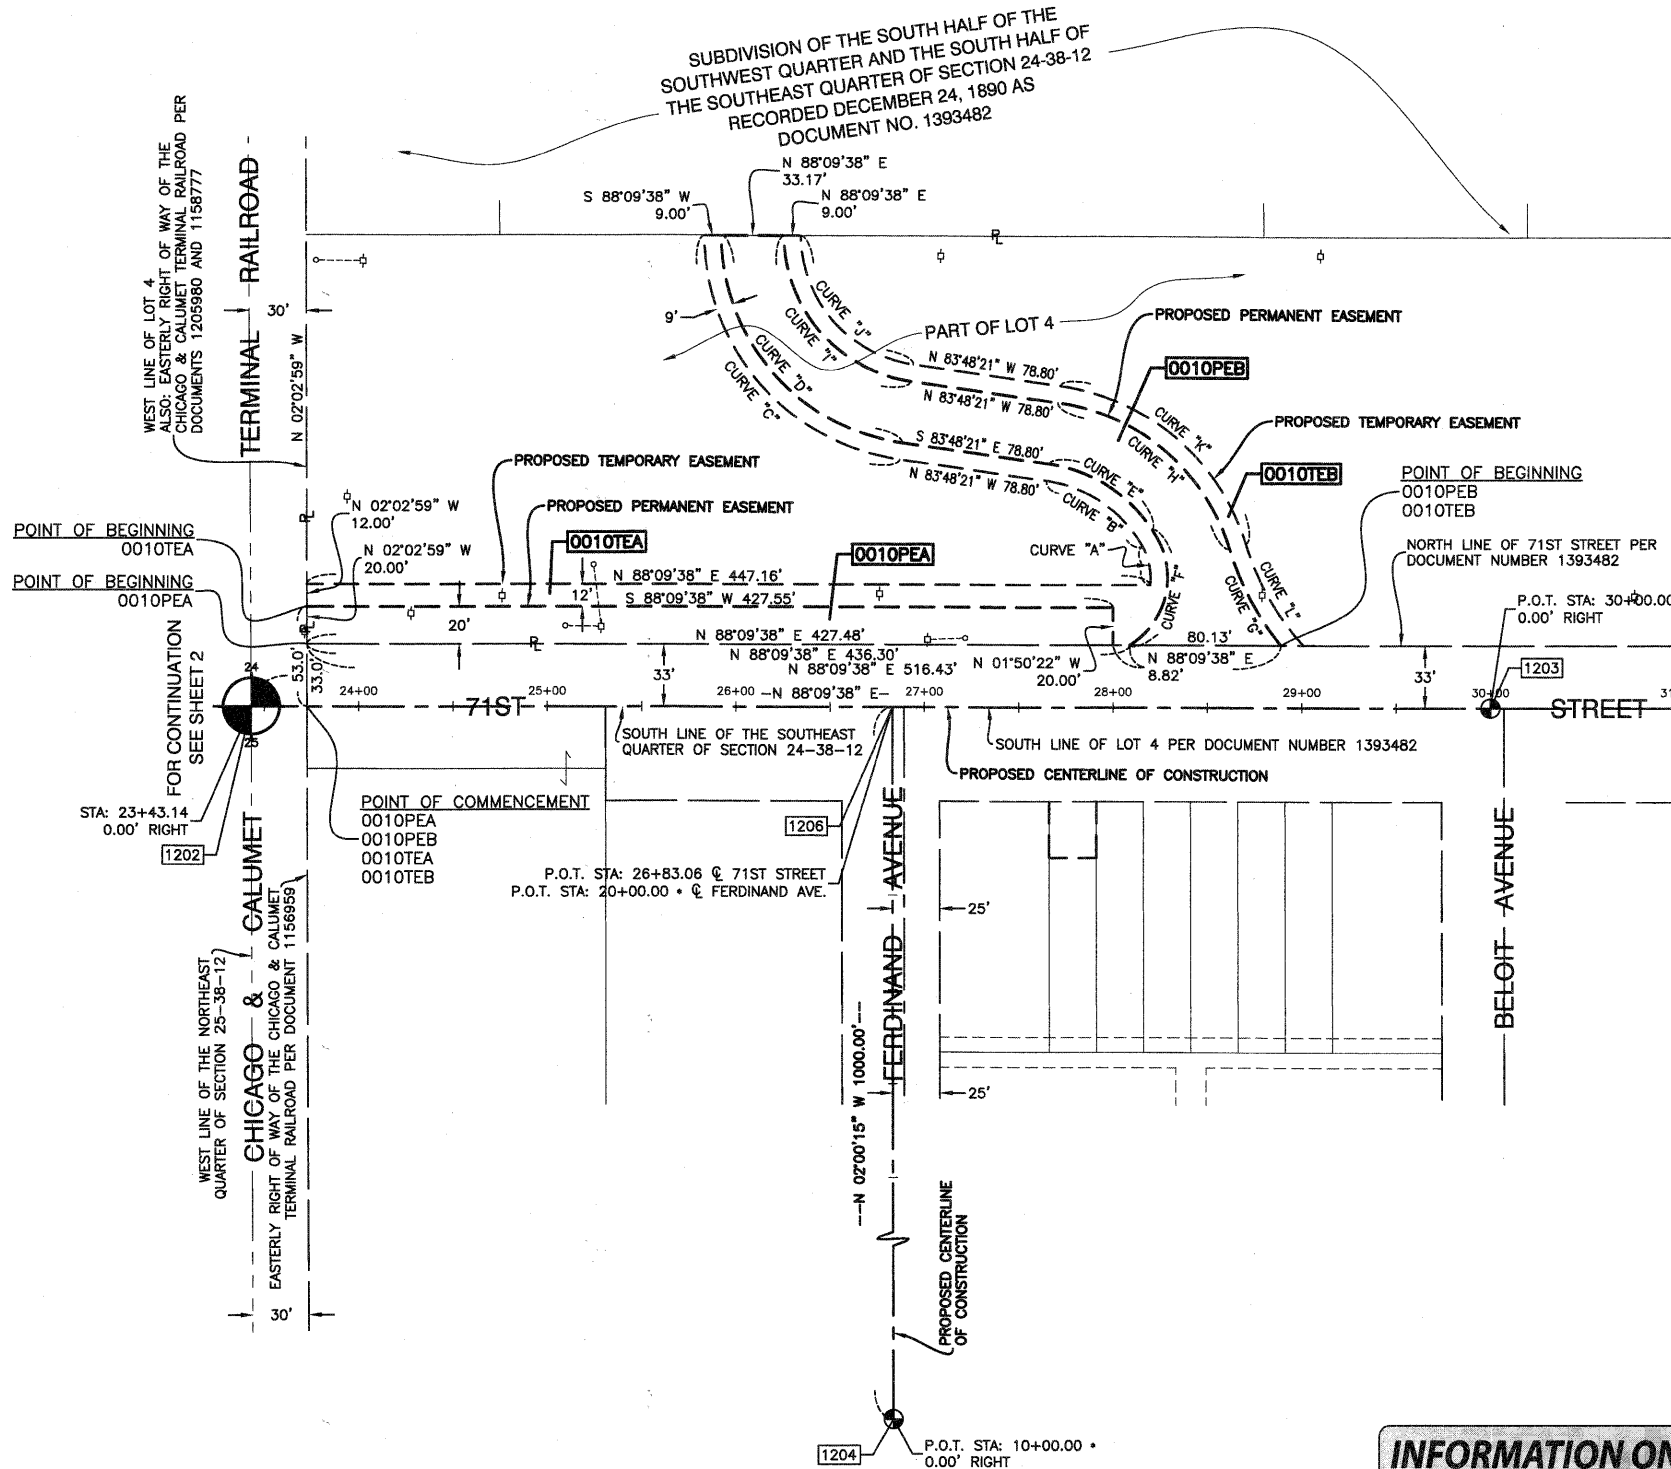 SUBDIVISION OF THE SOUTH HALF OF THE
SOUTHWEST QUARTER AND THE SOUTH HALF OF
THE SOUTHEAST QUARTER OF SECTION 24-38-12
RECORDED DECEMBER 24, 1890 AS
DOCUMENT NO. 1393482
N 88°09'38" E
33.17'
S 88°09'38" W
9.00'
N 88°09'38" E
9.00'
WEST LINE OF LOT 4
ALSO: EASTERLY RIGHT OF WAY OF THE
CHICAGO & CALUMET TERMINAL RAILROAD PER
DOCUMENTS 1205980 AND 1158777
TERMINAL RAILROAD
30'
N 02°02'59" W
PL
9'
CURVE "J"
CURVE "I"
CURVE "D"
CURVE "C"
PART OF LOT 4
PROPOSED PERMANENT EASEMENT
N 83°48'21" W 78.80'
0010PEB
N 83°48'21" W 78.80'
CURVE "K"
PROPOSED TEMPORARY EASEMENT
CURVE "H"
S 83°48'21" E 78.80'
CURVE "E"
N 83°48'21" W 78.80'
CURVE "B"
0010TEB
POINT OF BEGINNING
0010PEB
0010TEB
PROPOSED TEMPORARY EASEMENT
N 02°02'59" W
12.00'
PROPOSED PERMANENT EASEMENT
PL
POINT OF BEGINNING
0010TEA
N 02°02'59" W
20.00'
0010TEA
0010PEA
CURVE "A"
NORTH LINE OF 71ST STREET PER
DOCUMENT NUMBER 1393482
POINT OF BEGINNING
0010PEA
N 88°09'38" E 447.16'
12'
S 88°09'38" W 427.55'
CURVE "F"
CURVE "G"
CURVE "L"
P.O.T. STA: 30+00.00
0.00' RIGHT
PL
20'
PL
N 88°09'38" E 427.48'
N 88°09'38" E 436.30'
N 88°09'38" E 516.43'
80.13'
N 88°09'38" E
8.82'
N 01°50'22" W
20.00'
33'
33'
1203
FOR CONTINUATION
SEE SHEET 2
53.0'
33.0'
24
25
24+00
25+00
26+00
27+00
28+00
29+00
30+00
31
—N 88°09'38" E—
71ST
STREET
SOUTH LINE OF THE SOUTHEAST
QUARTER OF SECTION 24-38-12
SOUTH LINE OF LOT 4 PER DOCUMENT NUMBER 1393482
PROPOSED CENTERLINE OF CONSTRUCTION
STA: 23+43.14
0.00' RIGHT
1202
POINT OF COMMENCEMENT
0010PEA
0010PEB
0010TEA
0010TEB
1206
P.O.T. STA: 26+83.06 ℄ 71ST STREET
P.O.T. STA: 20+00.00 * ℄ FERDINAND AVE.
FERDINAND AVENUE
BELOIT AVENUE
25'
25'
CHICAGO & CALUMET
WEST LINE OF THE NORTHEAST
QUARTER OF SECTION 25-38-12
EASTERLY RIGHT OF WAY OF THE CHICAGO & CALUMET
TERMINAL RAILROAD PER DOCUMENT 1156959
30'
---N 02°00'15" W 1000.00'---
PROPOSED CENTERLINE
OF CONSTRUCTION
1204
P.O.T. STA: 10+00.00 *
0.00' RIGHT
INFORMATION ON